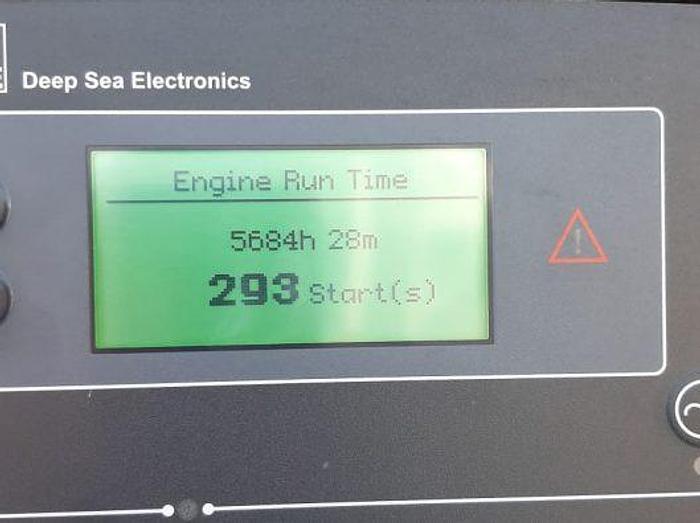 Deep Sea Electronics
Engine Run Time
5684h 28m
293 Start(s)